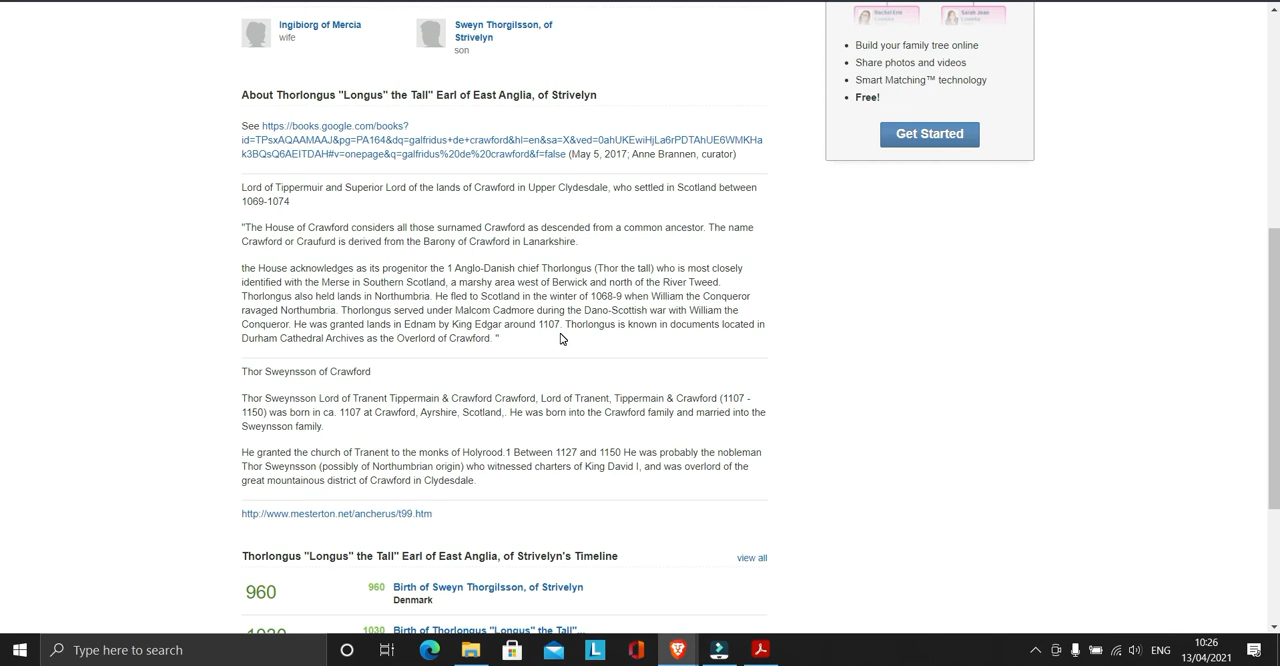 Ingibiorg of Mercia
wife
Sweyn Thorgilsson, of
Strivelyn
son
About Thorlongus "Longus" the Tall" Earl of East Anglia, of Strivelyn
See https://books.google.com/books?
id=TPsxAQAAMAAJ&pg=PA164&dq=galfridus+de+crawford&hl=en&sa=X&ved=0ahUKEwiHjLa6rPDTAhUE6WMKHa
k3BQsQ6AEITDAH#v=onepage&q=galfridus%20de%20crawford&f=false (May 5, 2017; Anne Brannen, curator)
Lord of Tippermuir and Superior Lord of the lands of Crawford in Upper Clydesdale, who settled in Scotland between
1069-1074
"The House of Crawford considers all those surnamed Crawford as descended from a common ancestor. The name
Crawford or Craufurd is derived from the Barony of Crawford in Lanarkshire.
the House acknowledges as its progenitor the 1 Anglo-Danish chief Thorlongus (Thor the tall) who is most closely
identified with the Merse in Southern Scotland, a marshy area west of Berwick and north of the River Tweed.
Thorlongus also held lands in Northumbria. He fled to Scotland in the winter of 1068-9 when William the Conqueror
ravaged Northumbria. Thorlongus served under Malcom Cadmore during the Dano-Scottish war with William the
Conqueror. He was granted lands in Ednam by King Edgar around 1107. Thorlongus is known in documents located in
Durham Cathedral Archives as the Overlord of Crawford. "
Thor Sweynsson of Crawford
Thor Sweynsson Lord of Tranent Tippermain & Crawford Crawford, Lord of Tranent, Tippermain & Crawford (1107 -
1150) was born in ca. 1107 at Crawford, Ayrshire, Scotland,. He was born into the Crawford family and married into the
Sweynsson family.
He granted the church of Tranent to the monks of Holyrood.1 Between 1127 and 1150 He was probably the nobleman
Thor Sweynsson (possibly of Northumbrian origin) who witnessed charters of King David I, and was overlord of the
great mountainous district of Crawford in Clydesdale.
http://www.mesterton.net/ancherus/t99.htm
Thorlongus "Longus" the Tall" Earl of East Anglia, of Strivelyn's Timeline
view all
960
960 Birth of Sweyn Thorgilsson, of Strivelyn
Denmark
1030
1030 Birth of Thorlongus "Longus" the Tall"...
Rachel Erin
Sarah Jean
Build your family tree online
Share photos and videos
Smart Matching™ technology
Free!
Get Started
Type here to search
L
ENG
10:26
13/04/2021